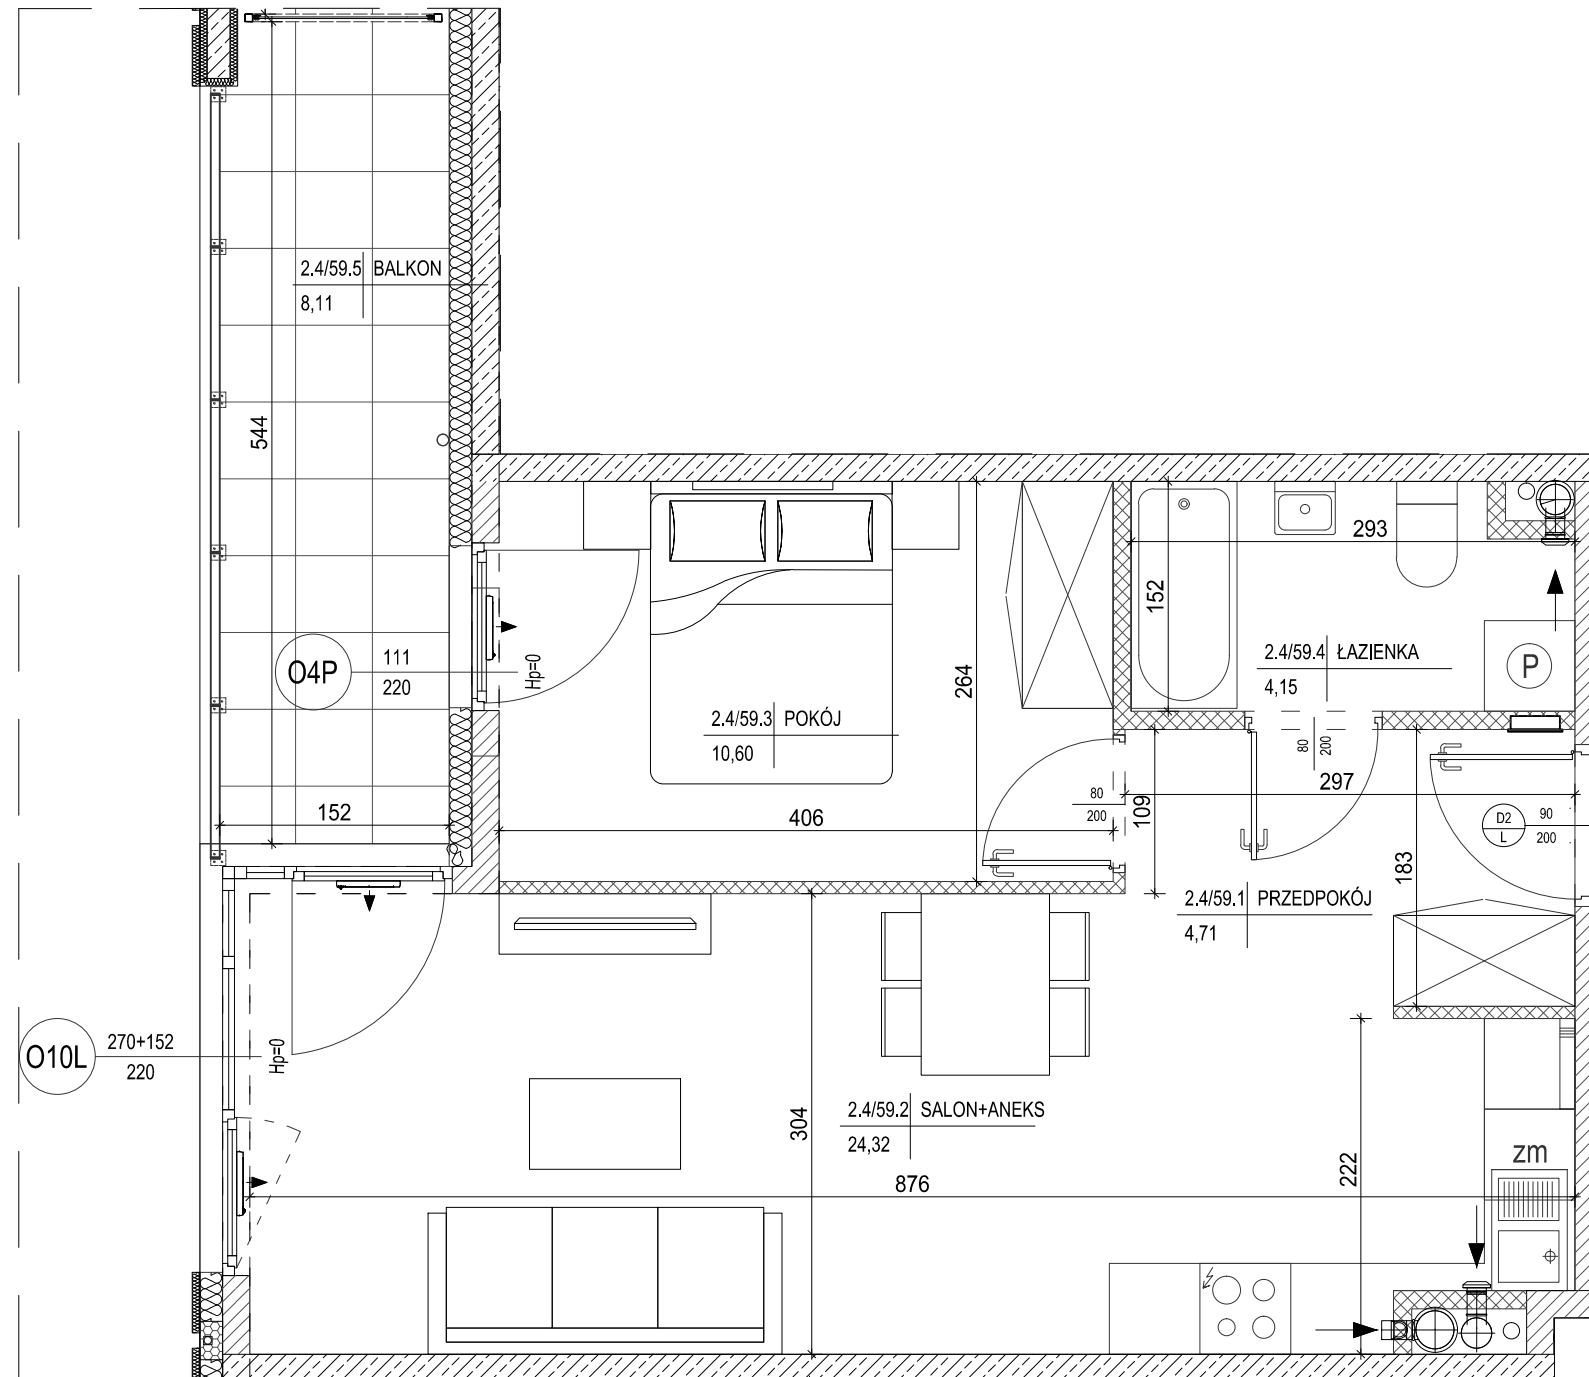 2.4/59.5 BALKON
8,11
544
152
O4P
111
220
Hp=0
2.4/59.3 POKÓJ
10,60
264
406
80
200
109
293
152
2.4/59.4 ŁAZIENKA
4,15
P
80
200
297
D2
L
90
200
183
2.4/59.1 PRZEDPOKÓJ
4,71
O10L
270+152
220
Hp=0
2.4/59.2 SALON+ANEKS
24,32
304
876
222
zm